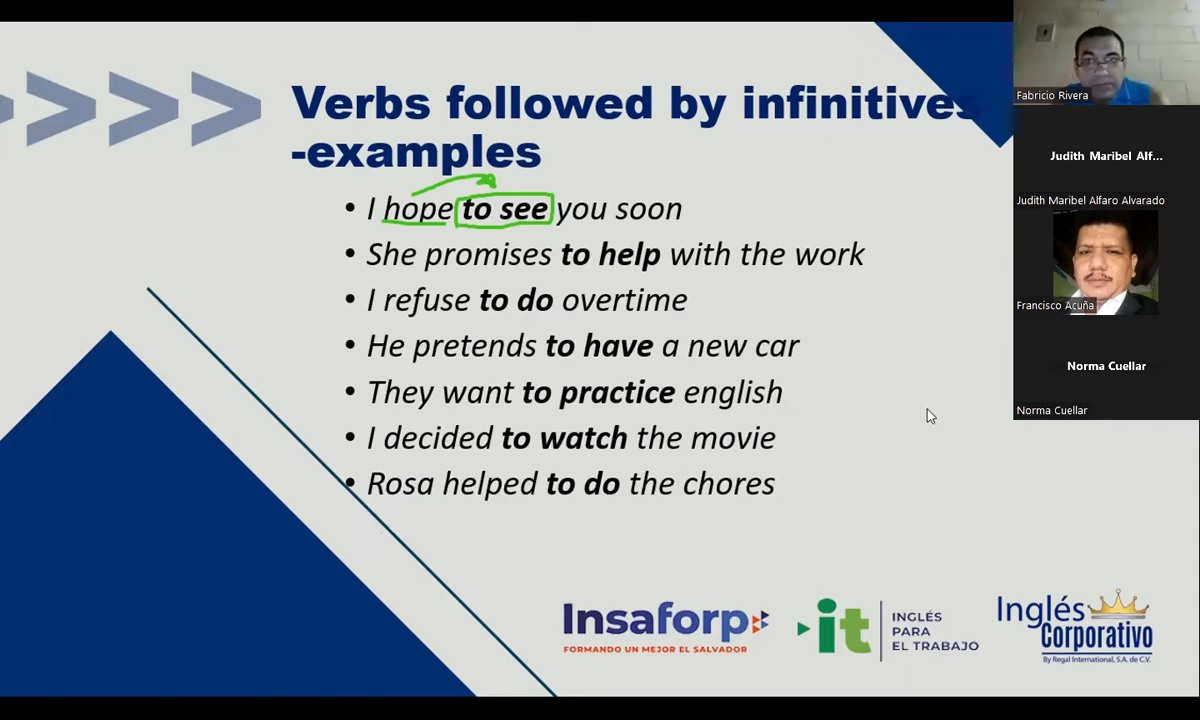 Verbs followed by infinitives
-examples
• I hope to see you soon
• She promises to help with the work
• I refuse to do overtime
• He pretends to have a new car
• They want to practice english
• I decided to watch the movie
• Rosa helped to do the chores
Insaforp
FORMANDO UN MEJOR EL SALVADOR
it
INGLÉS
PARA
EL TRABAJO
Inglés
Corporativo
By Regal International, S.A. de C.V.
Fabricio Rivera
Judith Maribel Alf...
Judith Maribel Alfaro Alvarado
Francisco Acuña
Norma Cuellar
Norma Cuellar